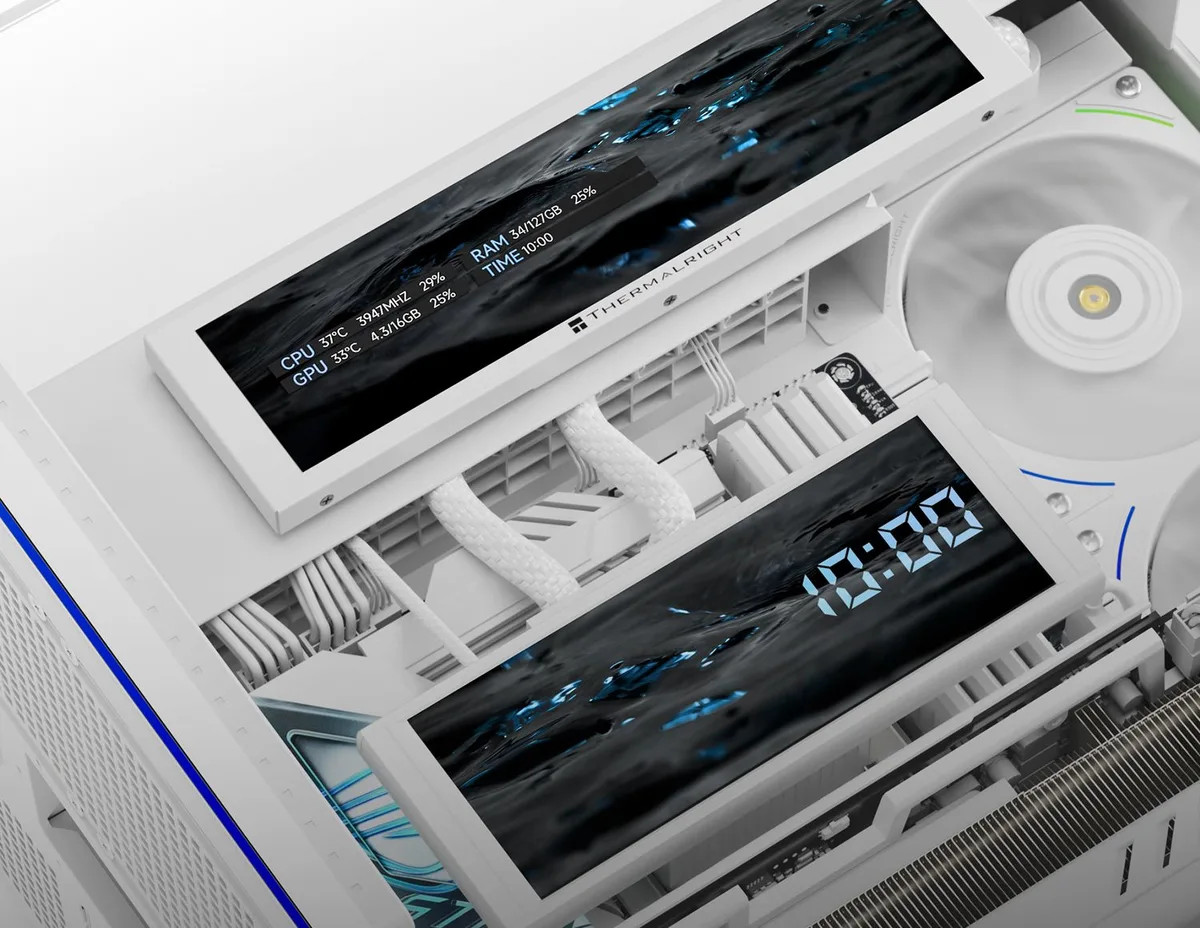 CPU 37°C 3947MHZ 29%
GPU 33°C 4.3/16GB 25%
RAM 34/127GB 25%
TIME 10:00
THERMALRIGHT
10:00